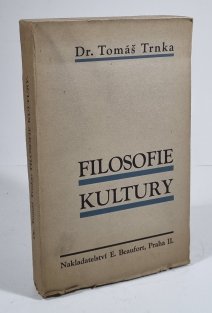 Dr. Tomáš Trnka
FILOSOFIE
KULTURY
Nakladatelství E. Beaufort, Praha II.